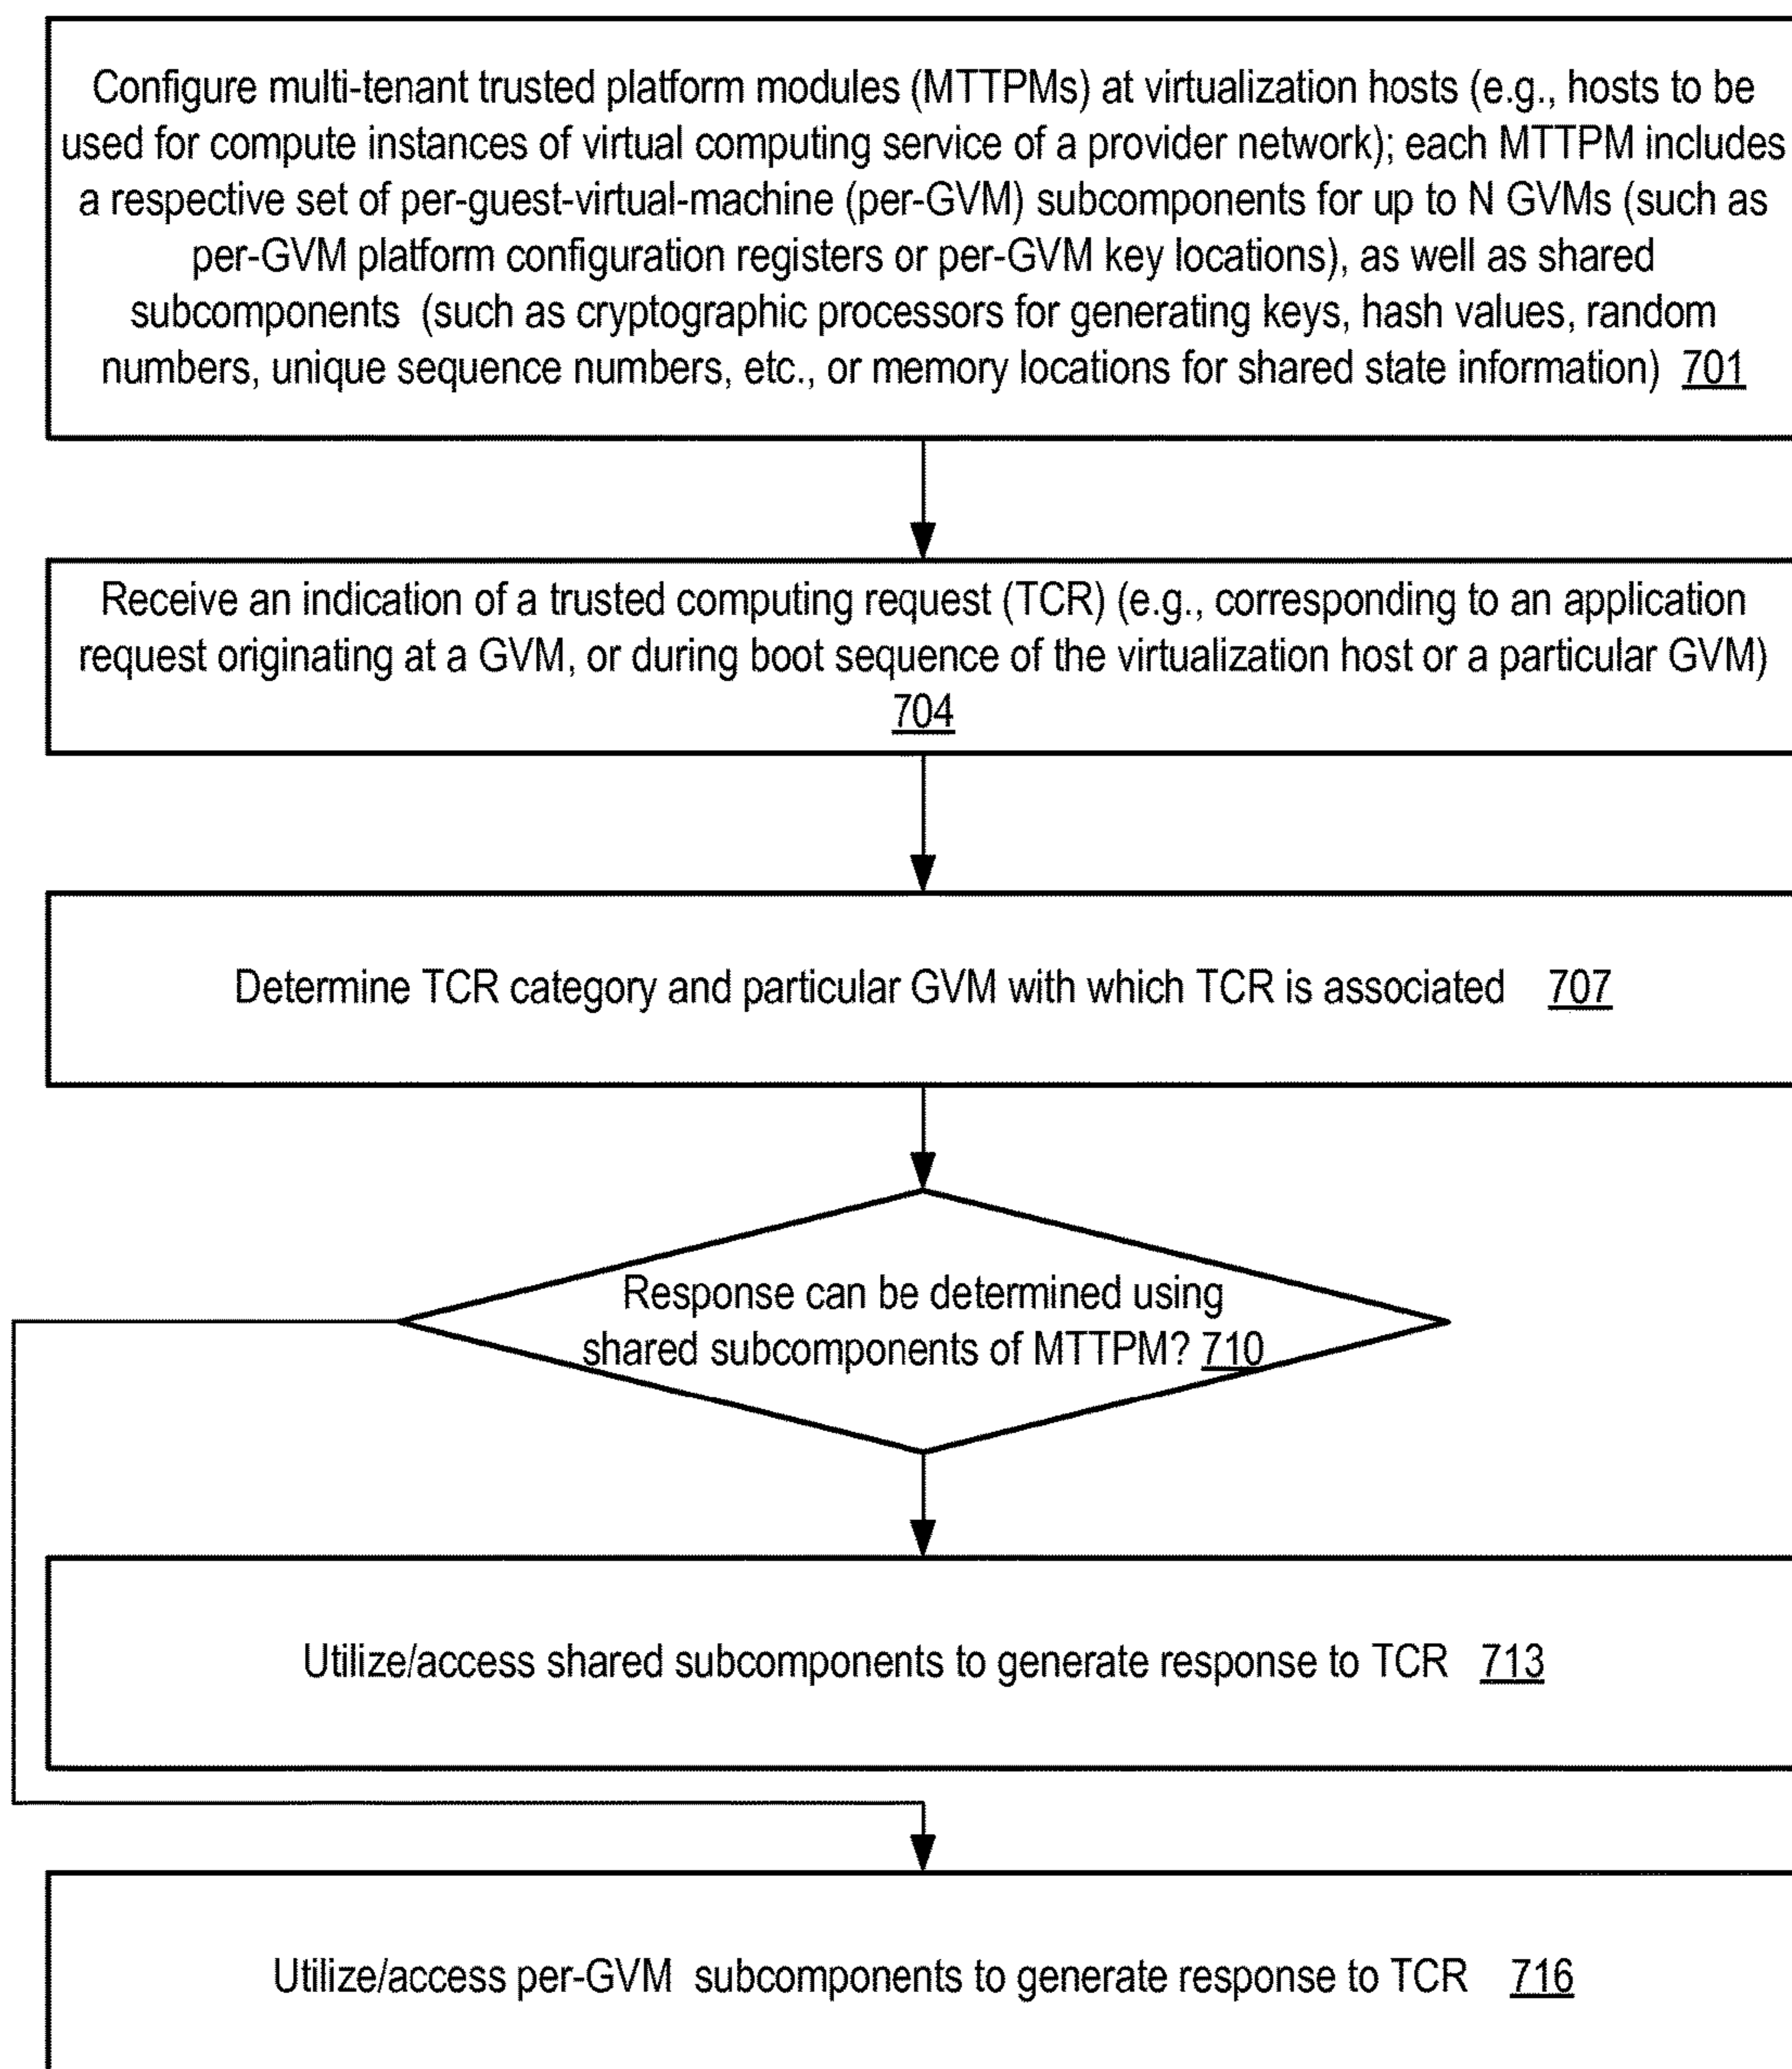 Configure multi-tenant trusted platform modules (MTTPMs) at virtualization hosts (e.g., hosts to be
used for compute instances of virtual computing service of a provider network); each MTTPM includes
a respective set of per-guest-virtual-machine (per-GVM) subcomponents for up to N GVMs (such as
per-GVM platform configuration registers or per-GVM key locations), as well as shared
subcomponents (such as cryptographic processors for generating keys, hash values, random
numbers, unique sequence numbers, etc., or memory locations for shared state information) 701
Receive an indication of a trusted computing request (TCR) (e.g., corresponding to an application
request originating at a GVM, or during boot sequence of the virtualization host or a particular GVM)
704
Determine TCR category and particular GVM with which TCR is associated 707
Response can be determined using
shared subcomponents of MTTPM? 710
Utilize/access shared subcomponents to generate response to TCR 713
Utilize/access per-GVM subcomponents to generate response to TCR 716